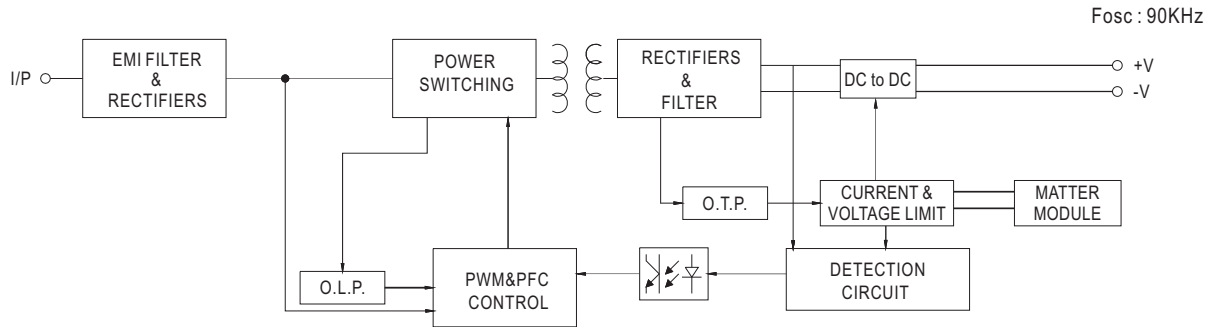 Fosc : 90KHz
I/P
EMI FILTER
&
RECTIFIERS
POWER
SWITCHING
RECTIFIERS
&
FILTER
DC to DC
+V
-V
O.T.P.
CURRENT &
VOLTAGE LIMIT
MATTER
MODULE
O.L.P.
PWM&PFC
CONTROL
DETECTION
CIRCUIT